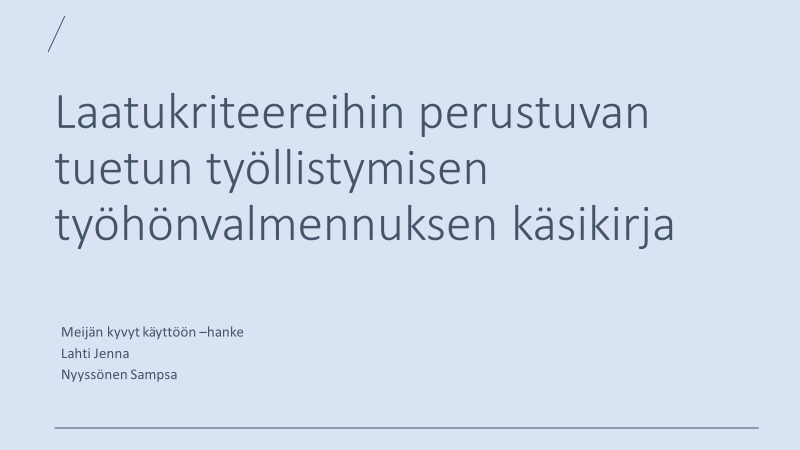 Laatukriteereihin perustuvan
tuetun työllistymisen
työhönvalmennuksen käsikirja
Meijän kyvyt käyttöön –hanke
Lahti Jenna
Nyyssönen Sampsa